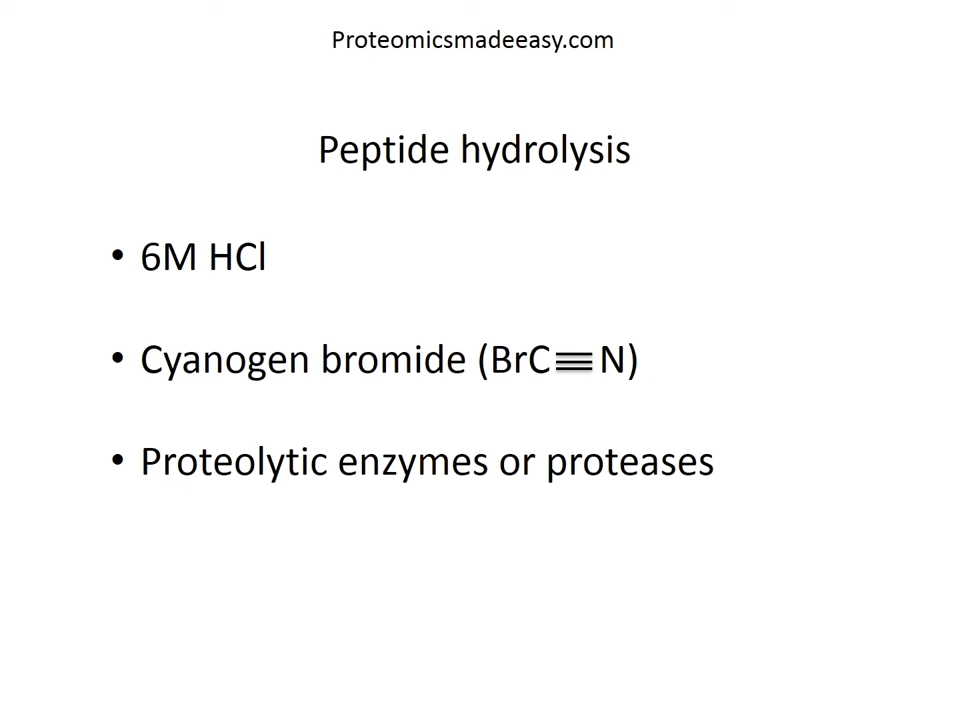 Proteomicsmadeeasy.com
Peptide hydrolysis
• 6M HCl
• Cyanogen bromide (BrC≡N)
• Proteolytic enzymes or proteases